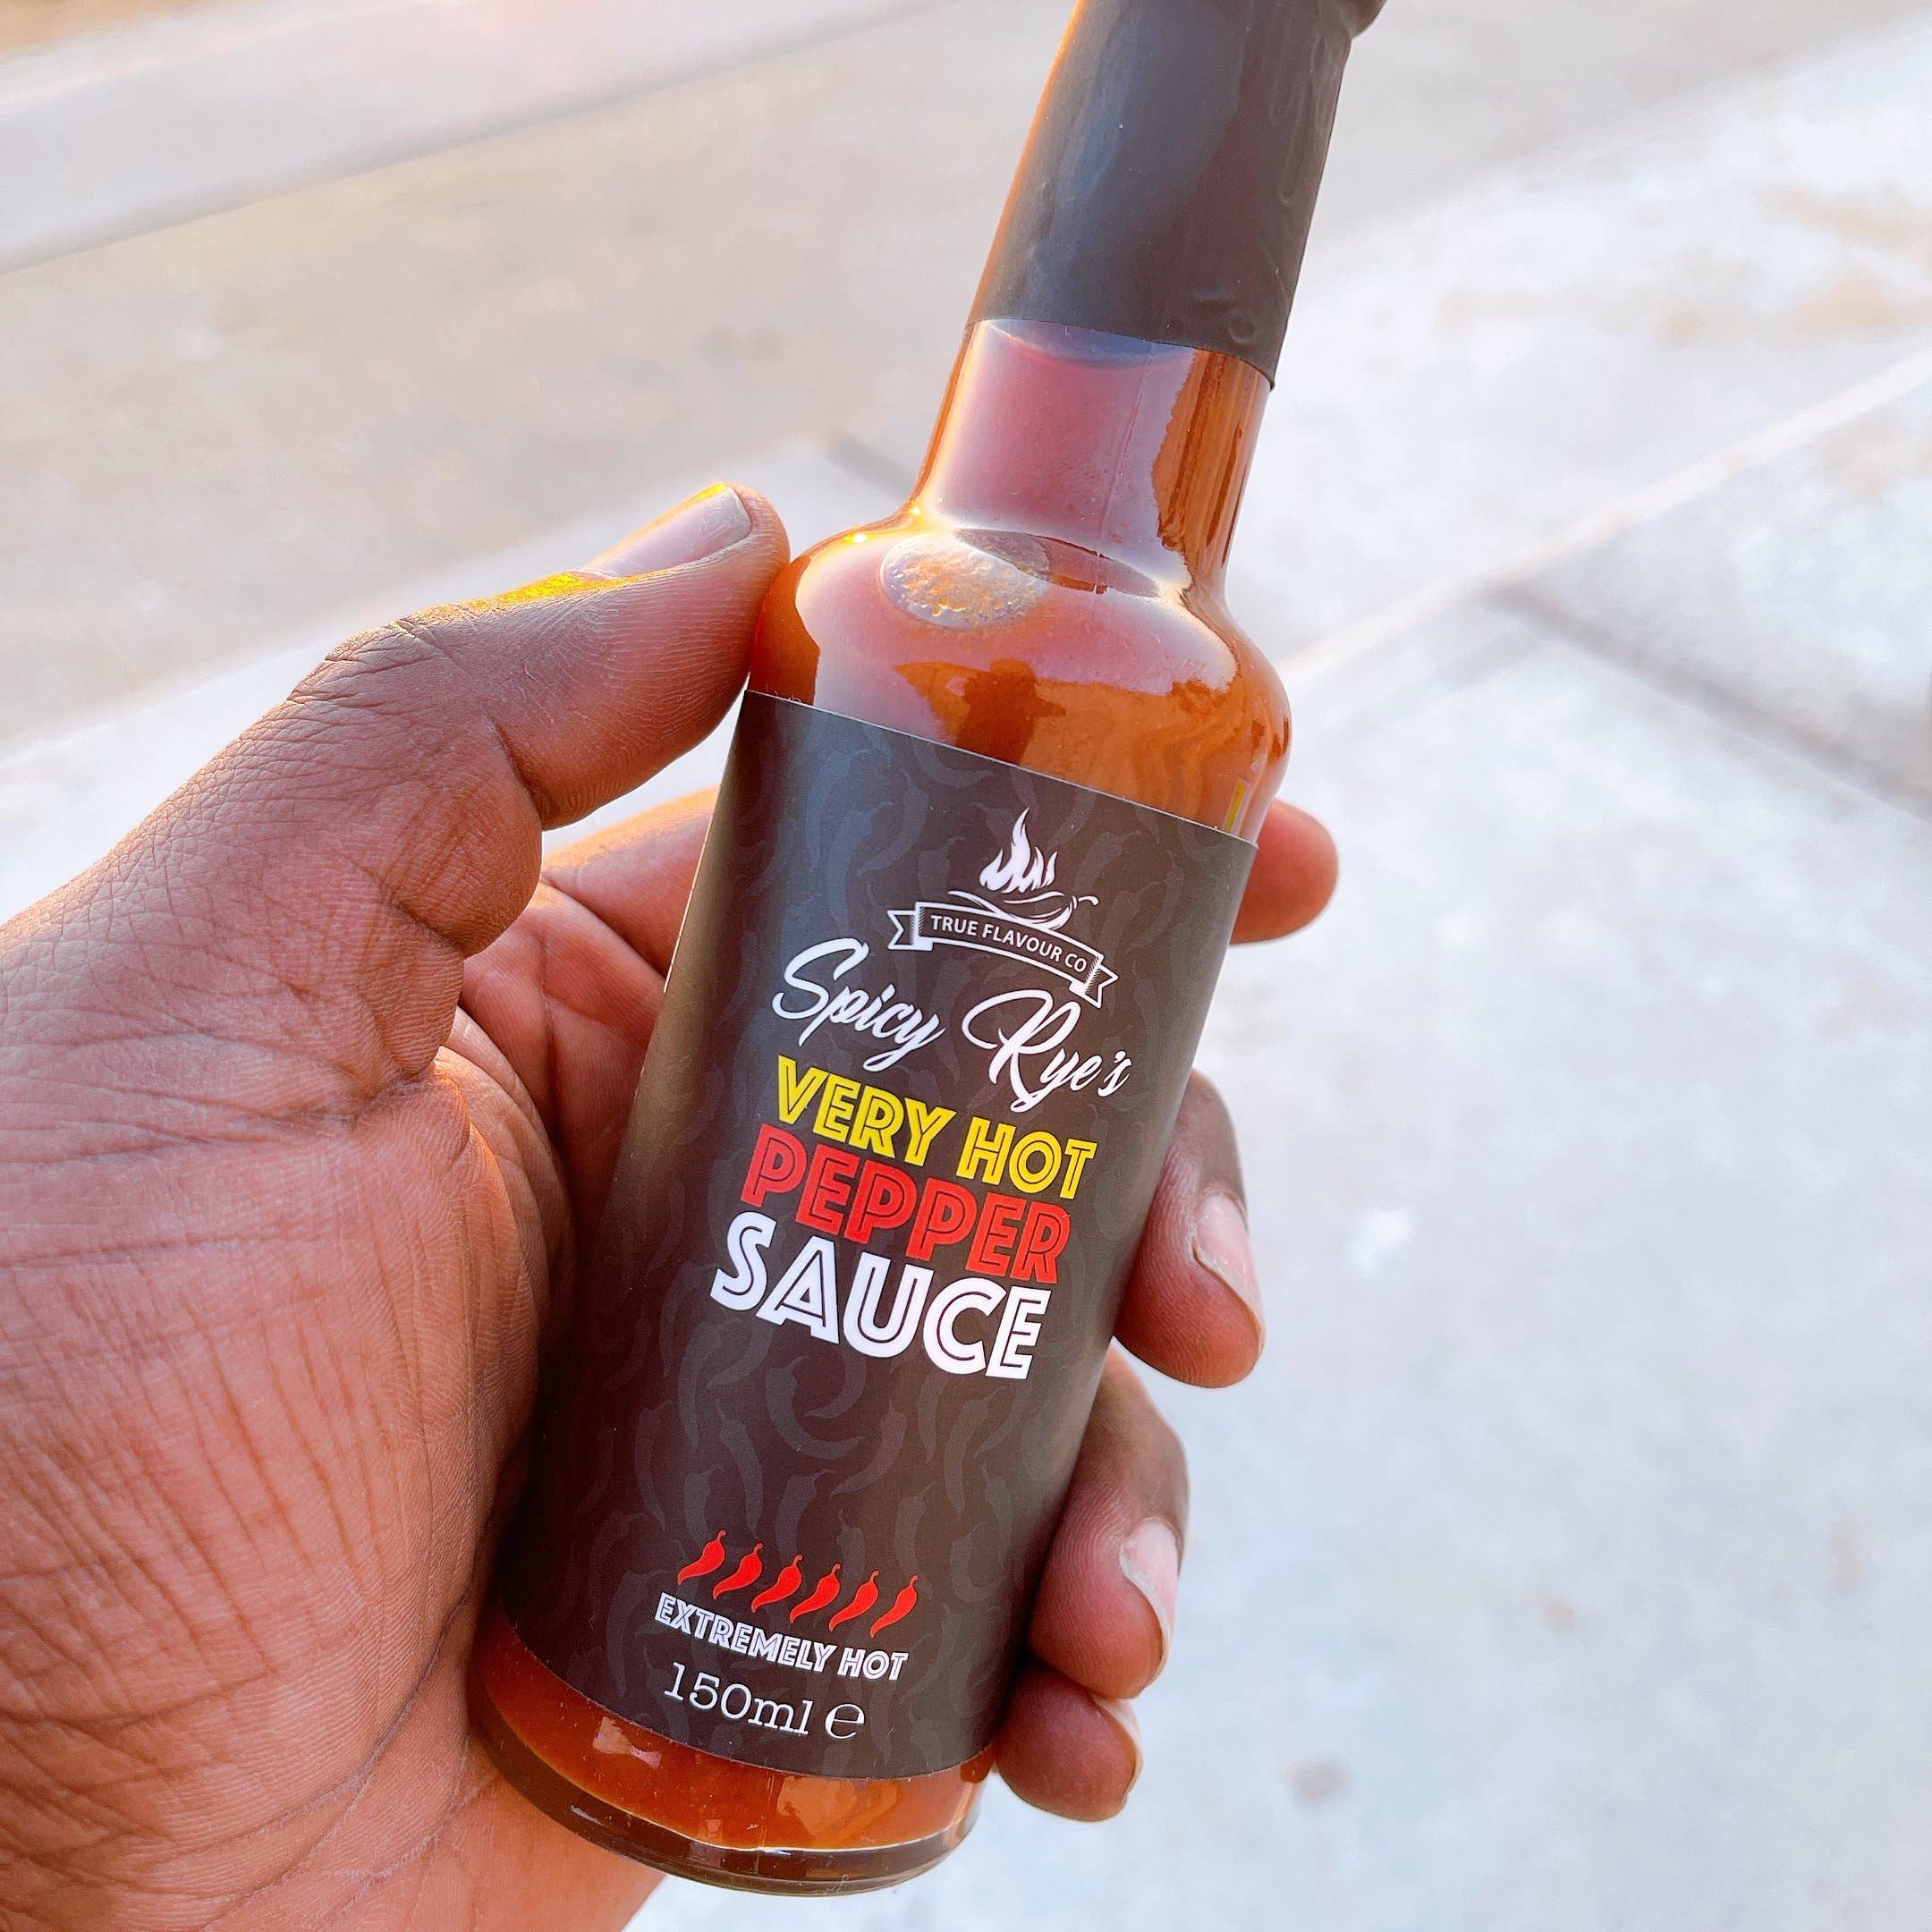 TRUE FLAVOUR CO
Spicy Rye's
VERY HOT
PEPPER
SAUCE
EXTREMELY HOT
150ml ℮